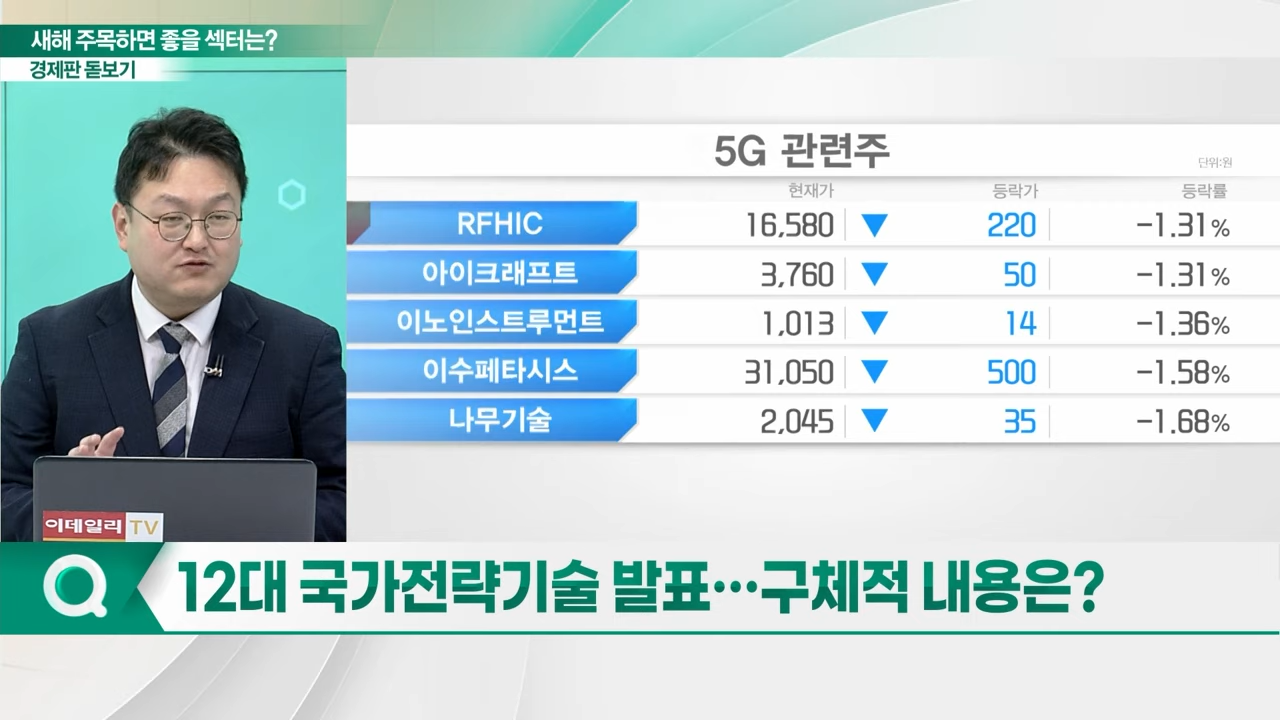 새해 주목하면 좋을 섹터는?
경제판 돋보기
5G 관련주
단위:원
현재가 등락가 등락률
RFHIC 16,580 ▼ 220 -1.31%
아이크래프트 3,760 ▼ 50 -1.31%
이노인스트루먼트 1,013 ▼ 14 -1.36%
이수페타시스 31,050 ▼ 500 -1.58%
나무기술 2,045 ▼ 35 -1.68%
이데일리TV
12대 국가전략기술 발표…구체적 내용은?